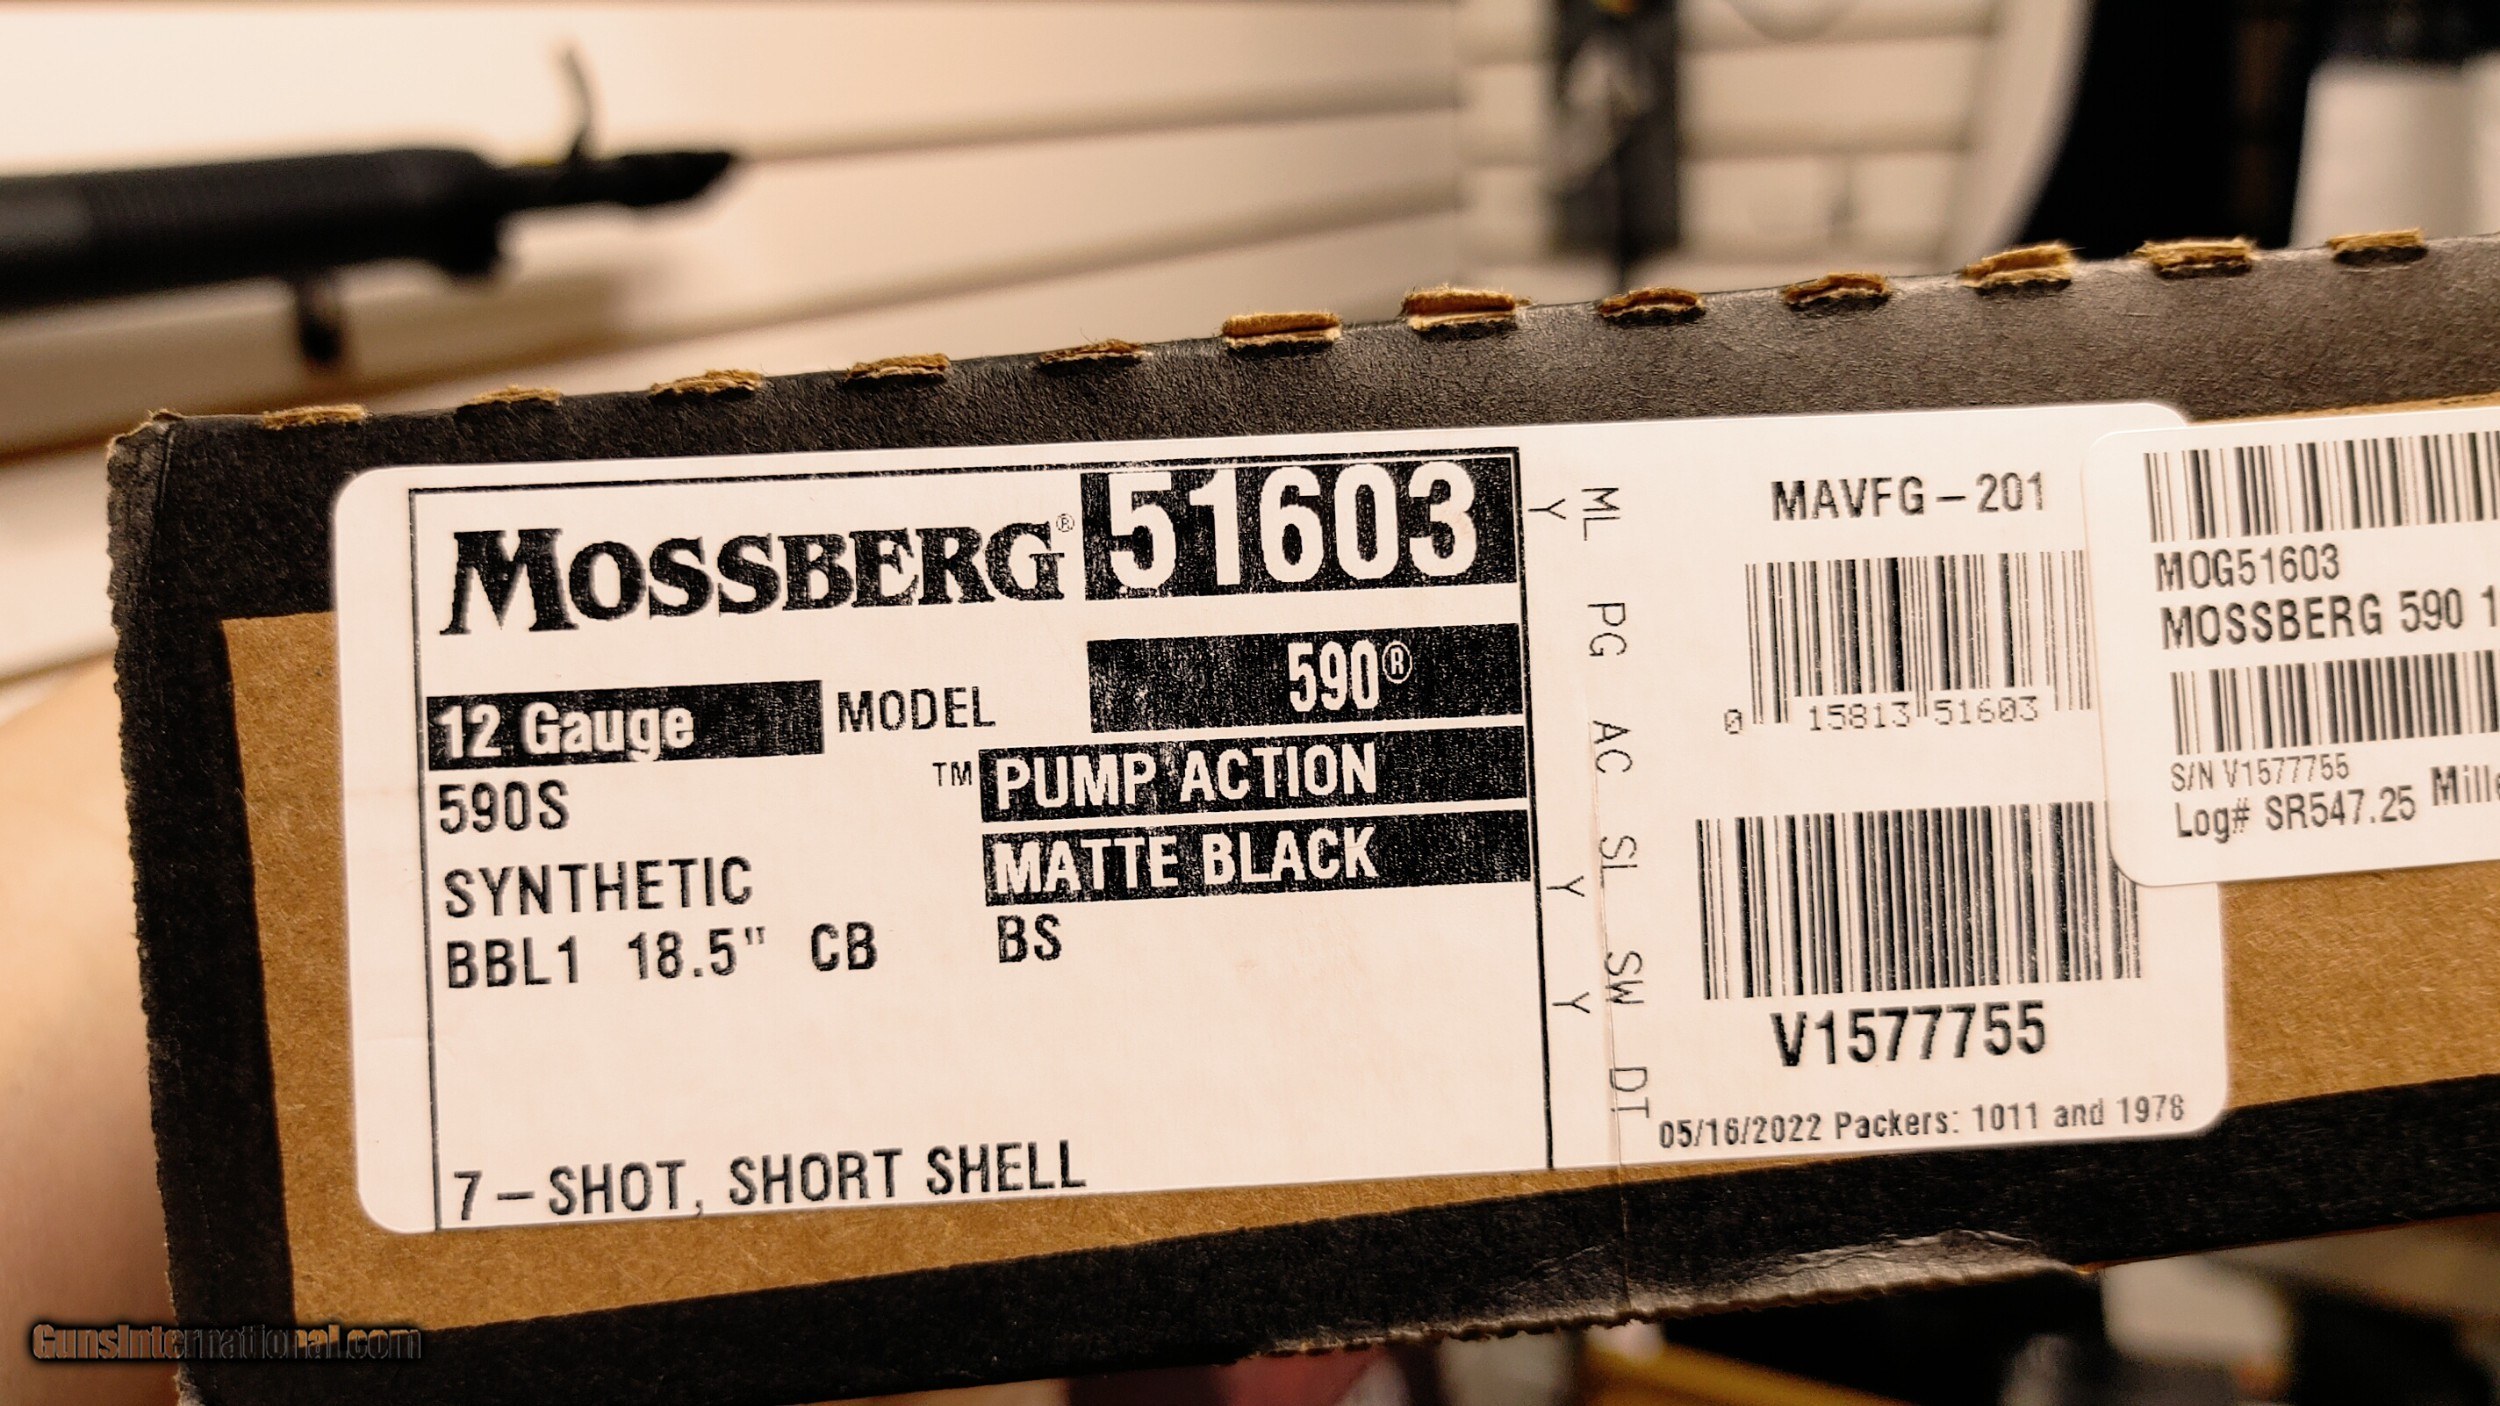 MOSSBERG® 51603
12 Gauge MODEL 590®
590S ™ PUMP ACTION
SYNTHETIC MATTE BLACK
BBL1 18.5" CB BS
7-SHOT, SHORT SHELL
ML PG AC SL SW DT
Y Y Y
MAVFG-201
0 15813 51603
V1577755
05/16/2022 Packers: 1011 and 1978
MOG51603
MOSSBERG 590
S/N V1577755
Log# SR547.25
GunsInternational.com